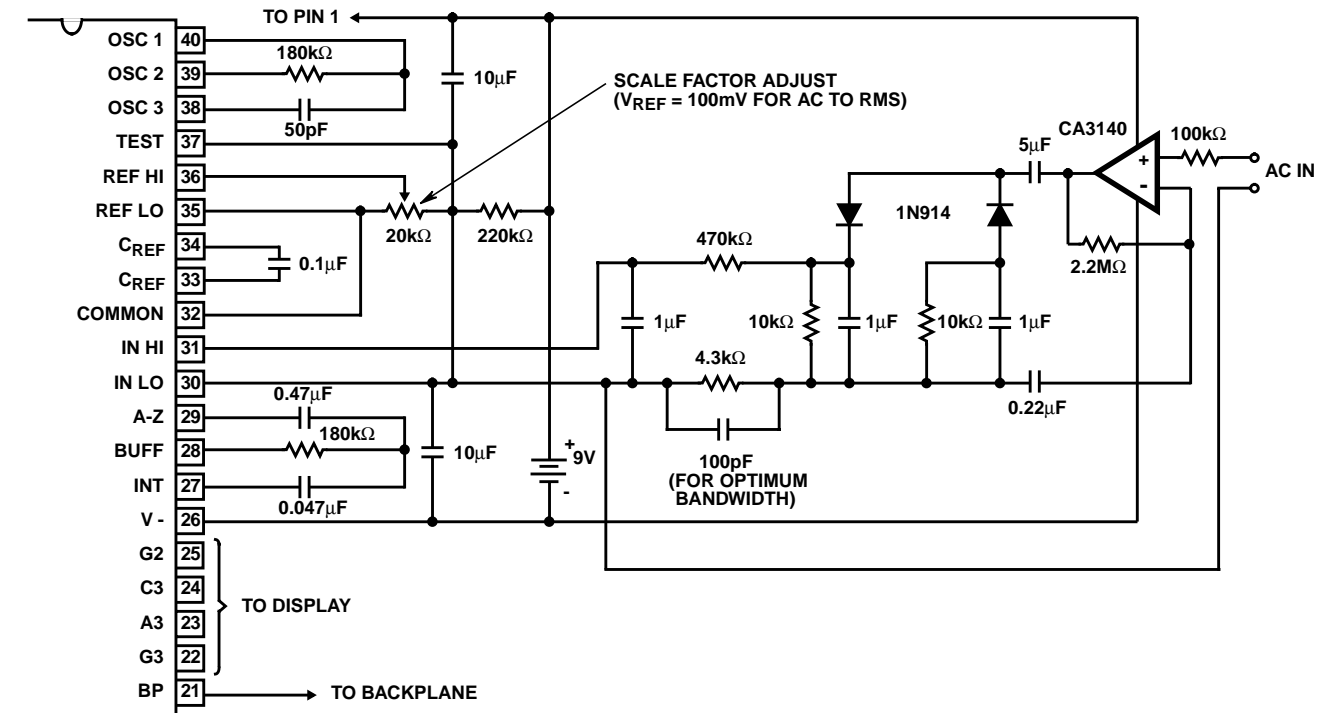 TO PIN 1
OSC 1 40
180kΩ
OSC 2 39
10µF
SCALE FACTOR ADJUST
(VREF = 100mV FOR AC TO RMS)
OSC 3 38
50pF
TEST 37
CA3140
100kΩ
5µF
+
-
AC IN
REF HI 36
REF LO 35
20kΩ
220kΩ
1N914
470kΩ
2.2MΩ
CREF 34
0.1µF
CREF 33
COMMON 32
1µF
10kΩ
1µF
10kΩ
1µF
IN HI 31
4.3kΩ
IN LO 30
0.47µF
0.22µF
A-Z 29
180kΩ
BUFF 28
10µF
+
9V
-
100pF
(FOR OPTIMUM
BANDWIDTH)
INT 27
0.047µF
V - 26
G2 25
C3 24
TO DISPLAY
A3 23
G3 22
BP 21
TO BACKPLANE